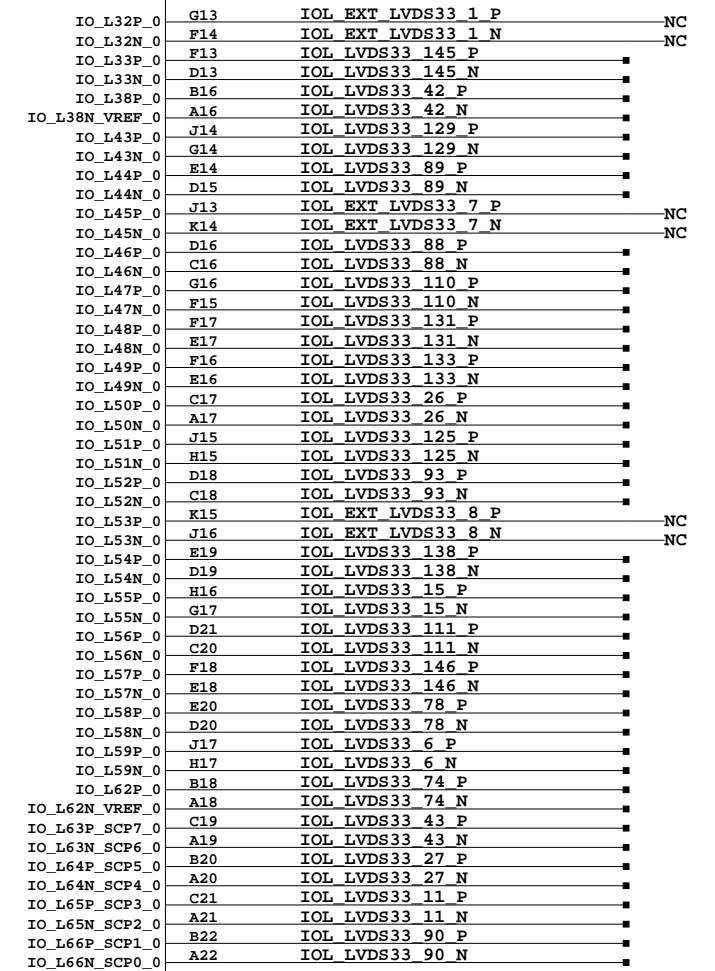 IO_L32P_0 G13 IOL_EXT_LVDS33_1_P NC
IO_L32N_0 F14 IOL_EXT_LVDS33_1_N NC
IO_L33P_0 F13 IOL_LVDS33_145_P
IO_L33N_0 D13 IOL_LVDS33_145_N
IO_L38P_0 B16 IOL_LVDS33_42_P
IO_L38N_VREF_0 A16 IOL_LVDS33_42_N
IO_L43P_0 J14 IOL_LVDS33_129_P
IO_L43N_0 G14 IOL_LVDS33_129_N
IO_L44P_0 E14 IOL_LVDS33_89_P
IO_L44N_0 D15 IOL_LVDS33_89_N
IO_L45P_0 J13 IOL_EXT_LVDS33_7_P NC
IO_L45N_0 K14 IOL_EXT_LVDS33_7_N NC
IO_L46P_0 D16 IOL_LVDS33_88_P
IO_L46N_0 C16 IOL_LVDS33_88_N
IO_L47P_0 G16 IOL_LVDS33_110_P
IO_L47N_0 F15 IOL_LVDS33_110_N
IO_L48P_0 F17 IOL_LVDS33_131_P
IO_L48N_0 E17 IOL_LVDS33_131_N
IO_L49P_0 F16 IOL_LVDS33_133_P
IO_L49N_0 E16 IOL_LVDS33_133_N
IO_L50P_0 C17 IOL_LVDS33_26_P
IO_L50N_0 A17 IOL_LVDS33_26_N
IO_L51P_0 J15 IOL_LVDS33_125_P
IO_L51N_0 H15 IOL_LVDS33_125_N
IO_L52P_0 D18 IOL_LVDS33_93_P
IO_L52N_0 C18 IOL_LVDS33_93_N
IO_L53P_0 K15 IOL_EXT_LVDS33_8_P NC
IO_L53N_0 J16 IOL_EXT_LVDS33_8_N NC
IO_L54P_0 E19 IOL_LVDS33_138_P
IO_L54N_0 D19 IOL_LVDS33_138_N
IO_L55P_0 H16 IOL_LVDS33_15_P
IO_L55N_0 G17 IOL_LVDS33_15_N
IO_L56P_0 D21 IOL_LVDS33_111_P
IO_L56N_0 C20 IOL_LVDS33_111_N
IO_L57P_0 F18 IOL_LVDS33_146_P
IO_L57N_0 E18 IOL_LVDS33_146_N
IO_L58P_0 E20 IOL_LVDS33_78_P
IO_L58N_0 D20 IOL_LVDS33_78_N
IO_L59P_0 J17 IOL_LVDS33_6_P
IO_L59N_0 H17 IOL_LVDS33_6_N
IO_L62P_0 B18 IOL_LVDS33_74_P
IO_L62N_VREF_0 A18 IOL_LVDS33_74_N
IO_L63P_SCP7_0 C19 IOL_LVDS33_43_P
IO_L63N_SCP6_0 A19 IOL_LVDS33_43_N
IO_L64P_SCP5_0 B20 IOL_LVDS33_27_P
IO_L64N_SCP4_0 A20 IOL_LVDS33_27_N
IO_L65P_SCP3_0 C21 IOL_LVDS33_11_P
IO_L65N_SCP2_0 A21 IOL_LVDS33_11_N
IO_L66P_SCP1_0 B22 IOL_LVDS33_90_P
IO_L66N_SCP0_0 A22 IOL_LVDS33_90_N